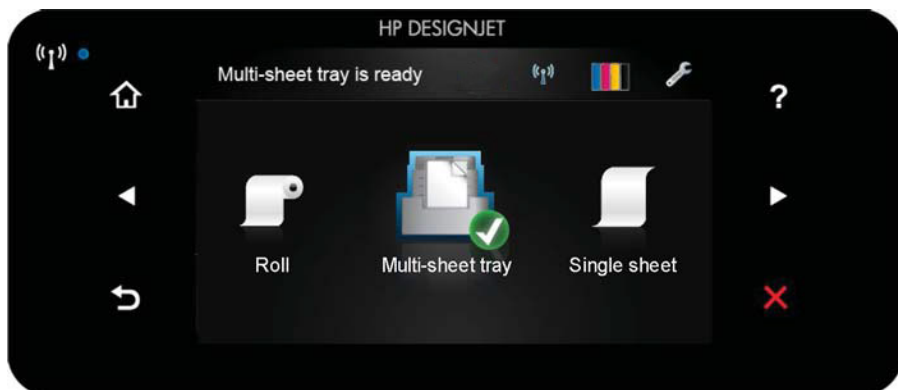 HP DESIGNJET
Multi-sheet tray is ready
?
Roll
Multi-sheet tray
Single sheet